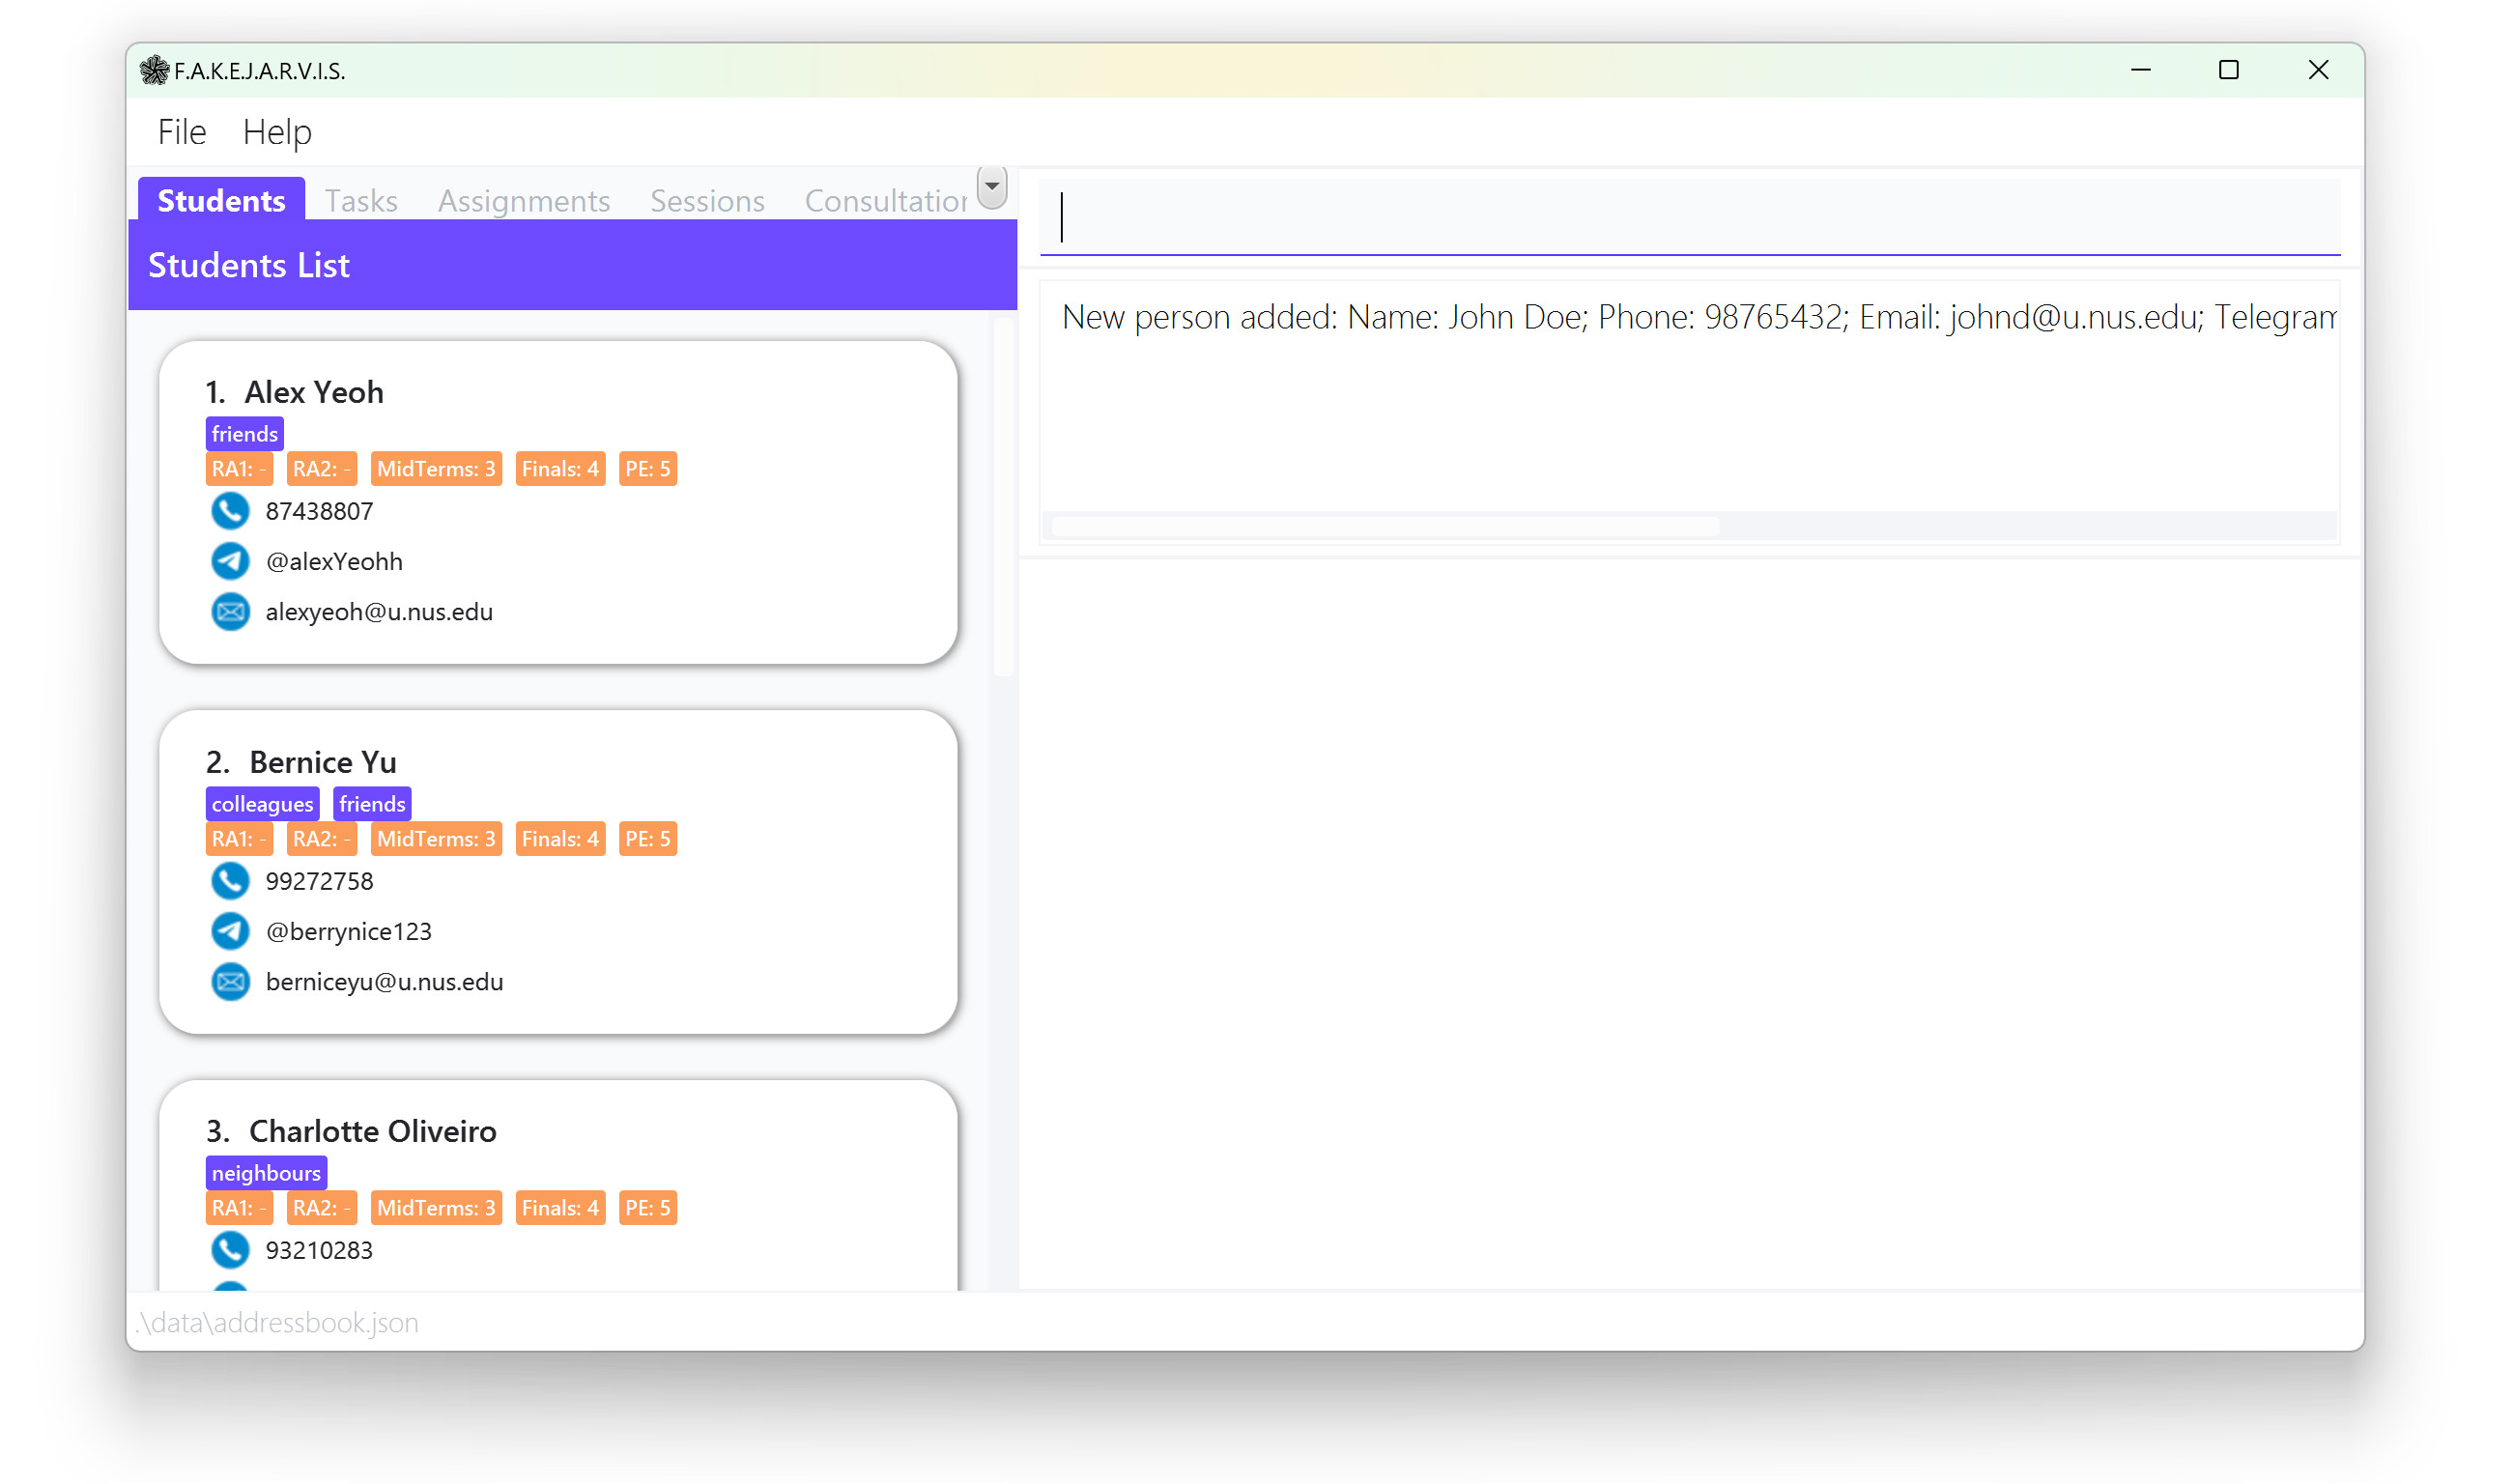 F.A.K.E.J.A.R.V.I.S.
File Help
Students Tasks Assignments Sessions Consultation
Students List
1. Alex Yeoh
friends
RA1: - RA2: - MidTerms: 3 Finals: 4 PE: 5
87438807
@alexYeohh
alexyeoh@u.nus.edu
2. Bernice Yu
colleagues friends
RA1: - RA2: - MidTerms: 3 Finals: 4 PE: 5
99272758
@berrynice123
berniceyu@u.nus.edu
3. Charlotte Oliveiro
neighbours
RA1: - RA2: - MidTerms: 3 Finals: 4 PE: 5
93210283
New person added: Name: John Doe; Phone: 98765432; Email: johnd@u.nus.edu; Telegram
.\data\addressbook.json